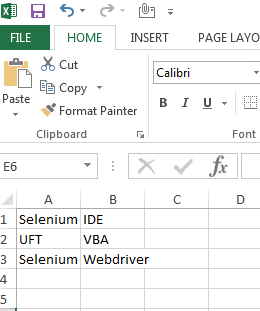 FILE HOME INSERT PAGE LAYO
Cut
Copy
Paste
Format Painter
Calibri
B I U
Clipboard Font
E6 fx
A B C D
1 Selenium IDE
2 UFT VBA
3 Selenium Webdriver
4
5